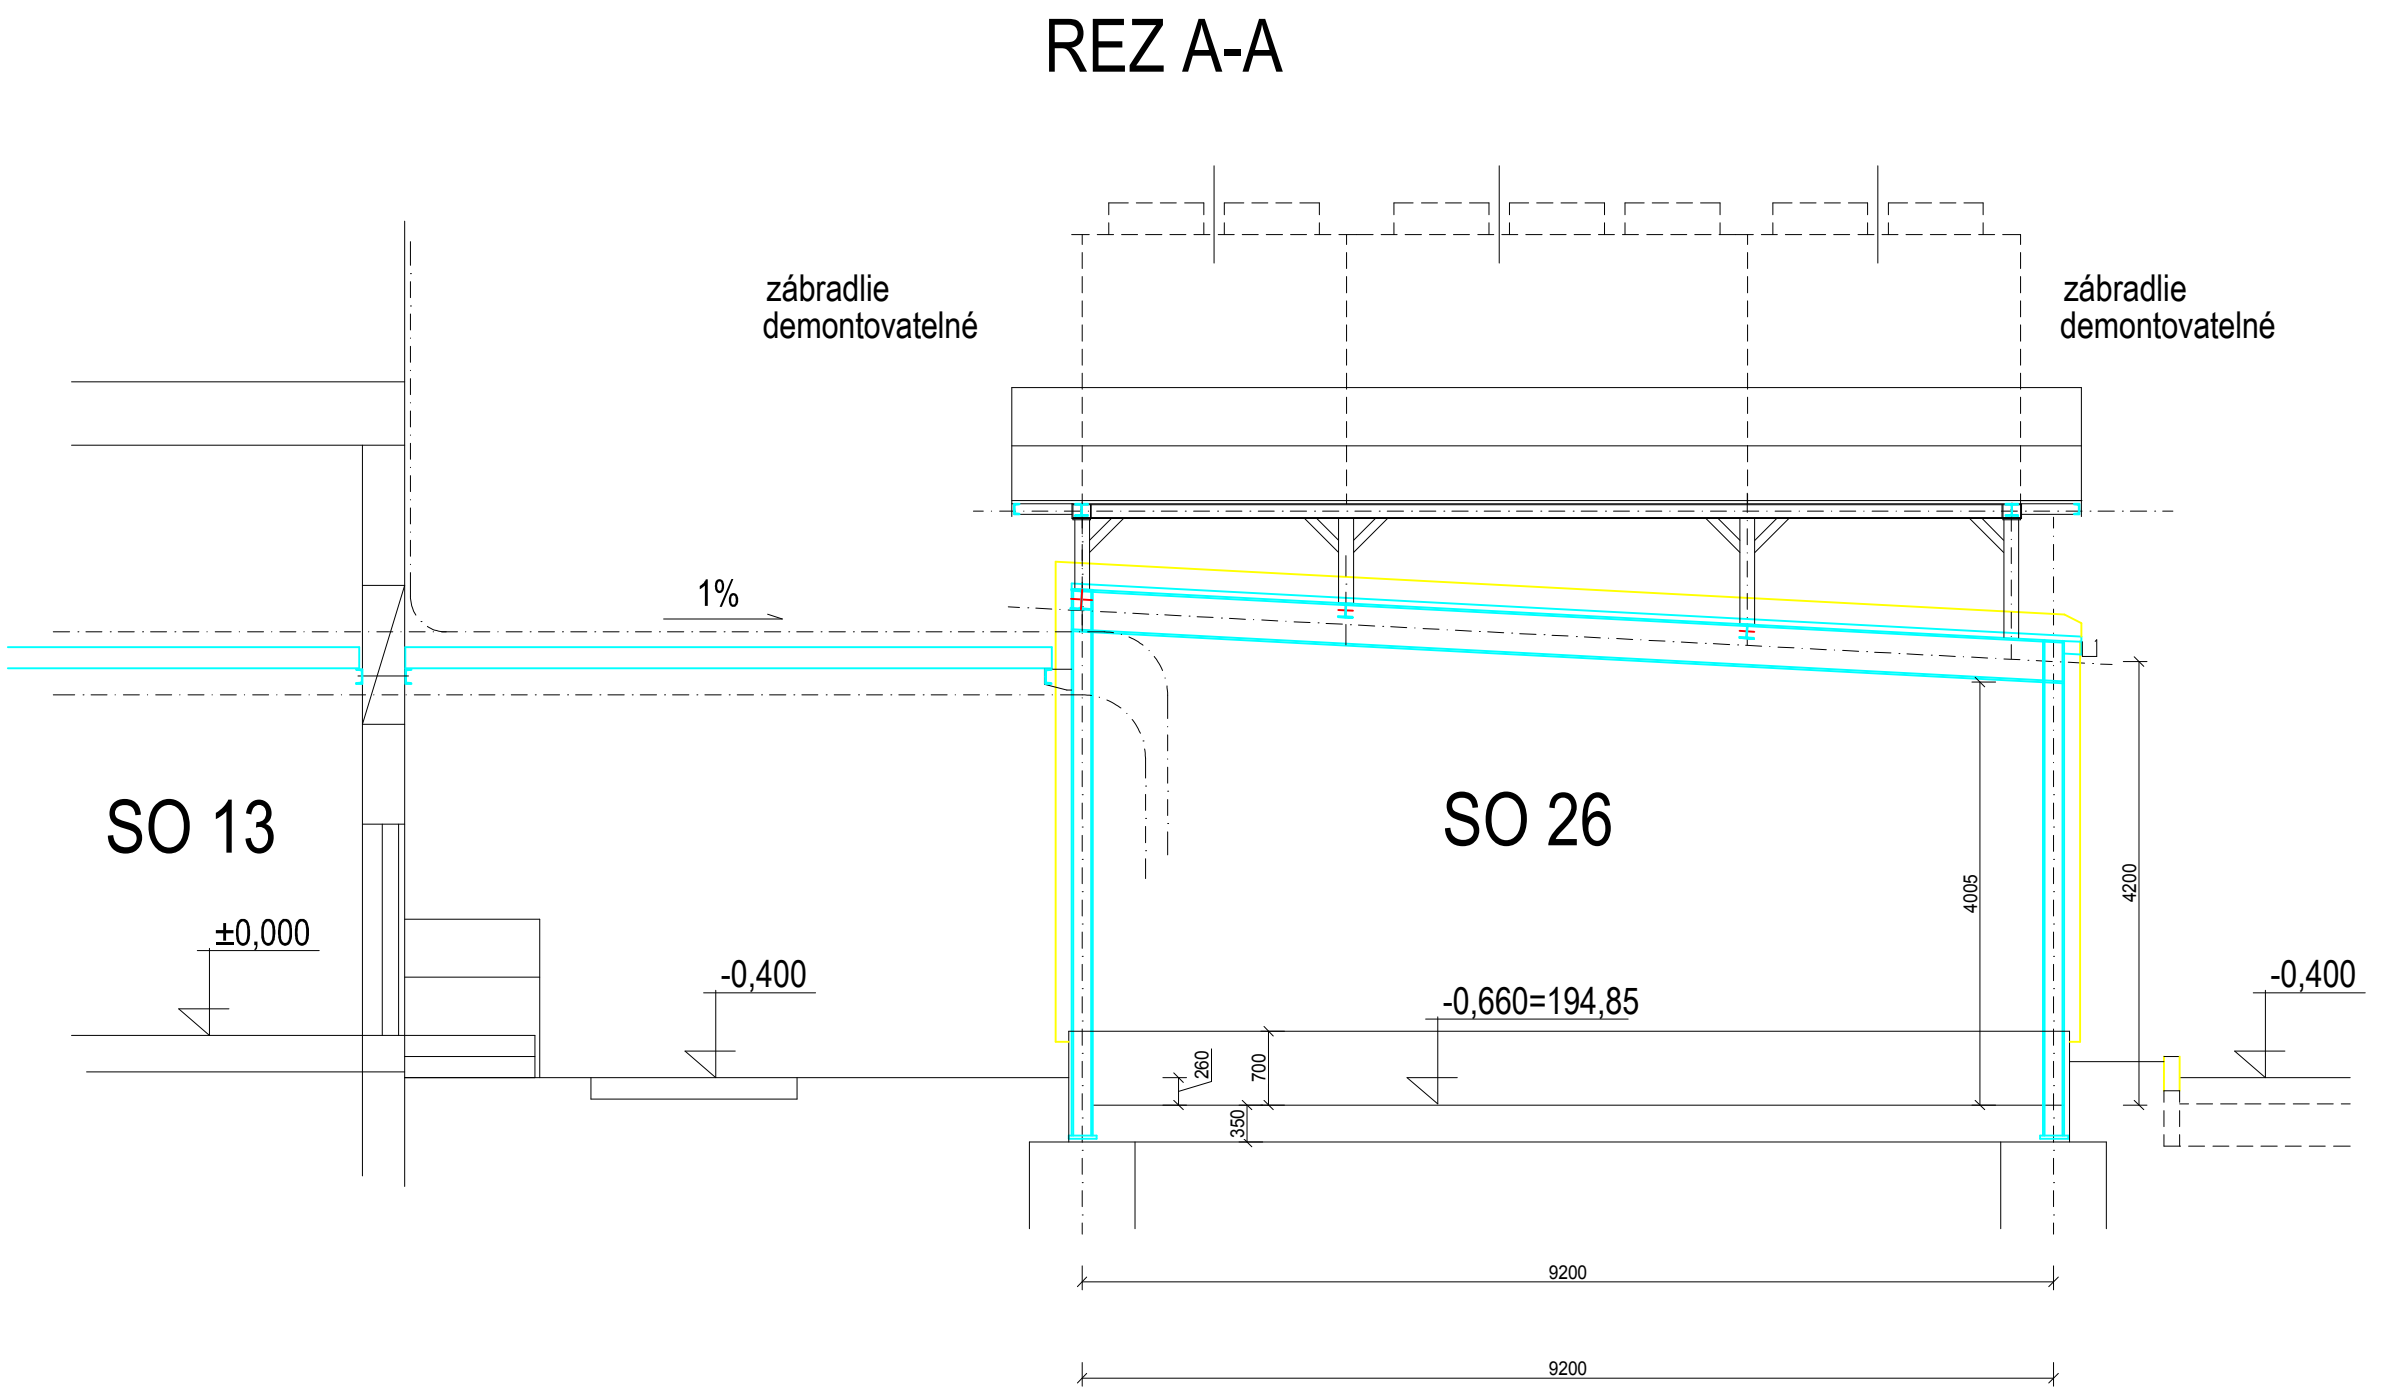 REZ A-A
zábradlie
demontovatelné
zábradlie
demontovatelné
1%
SO 13
SO 26
4005
4200
±0,000
-0,400
-0,660=194,85
-0,400
260
700
350
9200
9200